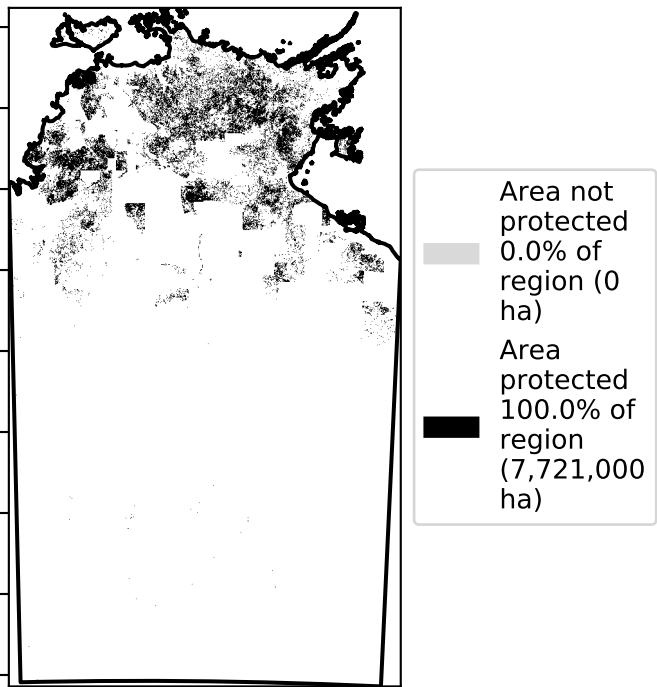 Area not
protected
0.0% of
region (0
ha)
Area
protected
100.0% of
region
(7,721,000
ha)